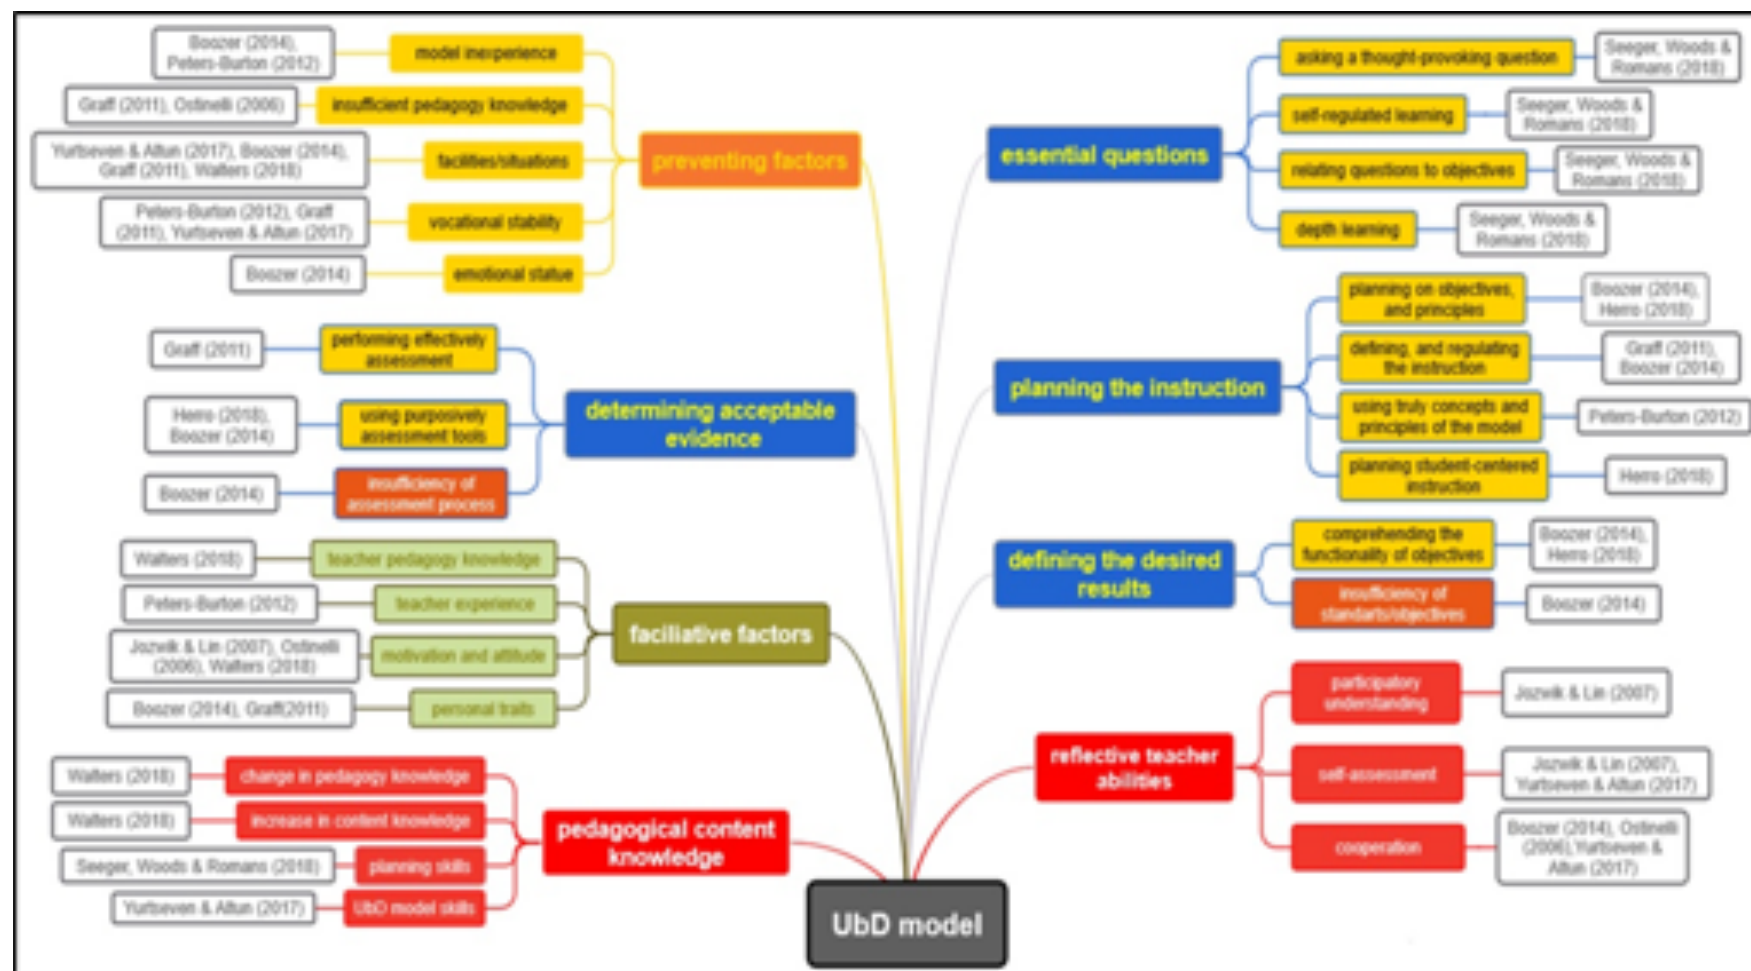 Boozer (2014),
Peters-Burton (2012)
model inexperience
Graff (2011), Ostinelli (2006)
insufficient pedagogy knowledge
Yurtseven & Altun (2017), Boozer (2014),
Graff (2011), Walters (2018)
facilities/situations
Peters-Burton (2012), Graff
(2011), Yurtseven & Altun (2017)
vocational stability
Boozer (2014)
emotional statue
preventing factors
Graff (2011)
performing effectively
assessment
Herro (2018),
Boozer (2014)
using purposively
assessment tools
Boozer (2014)
insufficiency of
assessment process
determining acceptable
evidence
Walters (2018)
teacher pedagogy knowledge
Peters-Burton (2012)
teacher experience
Jozwik & Lin (2007), Ostinelli
(2006), Walters (2018)
motivation and attitude
Boozer (2014), Graff(2011)
personal traits
faciliative factors
Walters (2018)
change in pedagogy knowledge
Walters (2018)
increase in content knowledge
Seeger, Woods & Romans (2018)
planning skills
Yurtseven & Altun (2017)
UbD model skills
pedagogical content
knowledge
UbD model
essential questions
asking a thought-provoking question
Seeger, Woods &
Romans (2018)
self-regulated learning
Seeger, Woods &
Romans (2018)
relating questions to objectives
Seeger, Woods &
Romans (2018)
depth learning
Seeger, Woods &
Romans (2018)
planning the instruction
planning on objectives,
and principles
Boozer (2014),
Herro (2018)
defining, and regulating
the instruction
Graff (2011),
Boozer (2014)
using truly concepts and
principles of the model
Peters-Burton (2012)
planning student-centered
instruction
Herro (2018)
defining the desired
results
comprehending the
functionality of objectives
Boozer (2014),
Herro (2018)
insufficiency of
standarts/objectives
Boozer (2014)
reflective teacher
abilities
participatory
understanding
Jozwik & Lin (2007)
self-assessment
Jozwik & Lin (2007),
Yurtseven & Altun (2017)
cooperation
Boozer (2014), Ostinelli
(2006),Yurtseven &
Altun (2017)